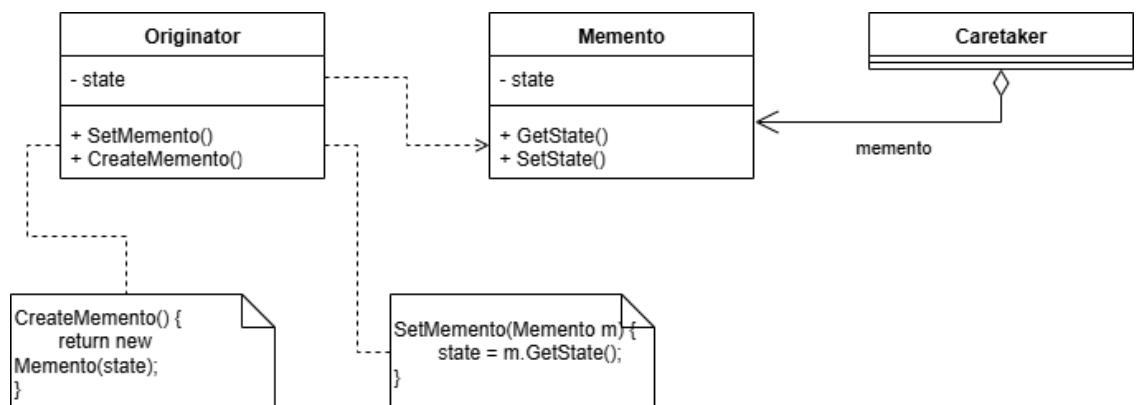 Originator
- state
+ SetMemento()
+ CreateMemento()
Memento
- state
+ GetState()
+ SetState()
Caretaker
memento
CreateMemento() {
return new
Memento(state);
}
SetMemento(Memento m) {
state = m.GetState();
}